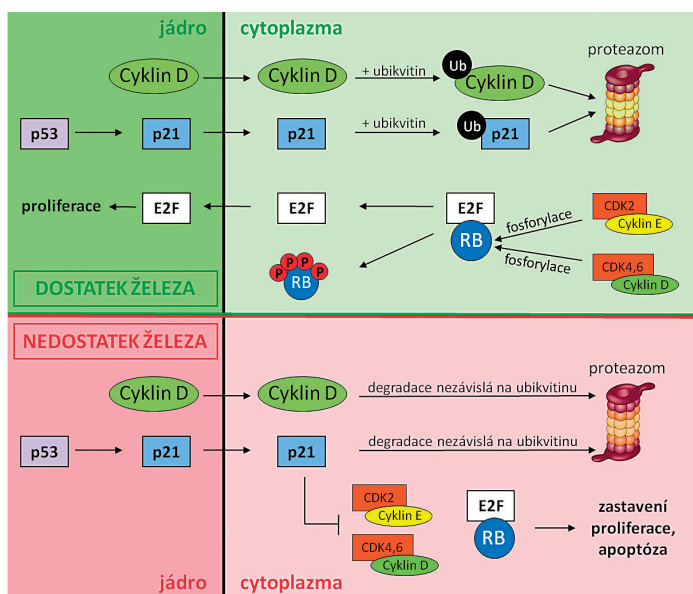 jádro cytoplazma
Cyklin D Cyklin D + ubikvitin Ub Cyklin D proteazom
p53 p21 p21 + ubikvitin Ub p21
proliferace E2F E2F E2F RB fosforylace CDK2 Cyklin E
P P P P RB fosforylace CDK4,6 Cyklin D
DOSTATEK ŽELEZA
NEDOSTATEK ŽELEZA
Cyklin D Cyklin D degradace nezávislá na ubikvitinu proteazom
p53 p21 p21 degradace nezávislá na ubikvitinu
CDK2
Cyklin E
CDK4,6
Cyklin D
E2F
RB
zastavení
proliferace,
apoptóza
jádro cytoplazma